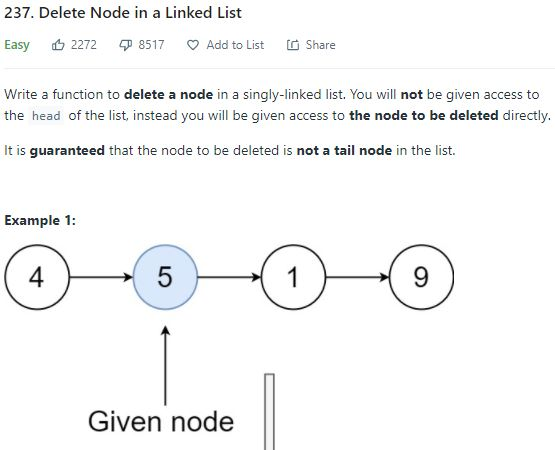 237. Delete Node in a Linked List
Easy 2272 8517 Add to List Share
Write a function to delete a node in a singly-linked list. You will not be given access to
the head of the list, instead you will be given access to the node to be deleted directly.
It is guaranteed that the node to be deleted is not a tail node in the list.
Example 1:
4 5 1 9
Given node